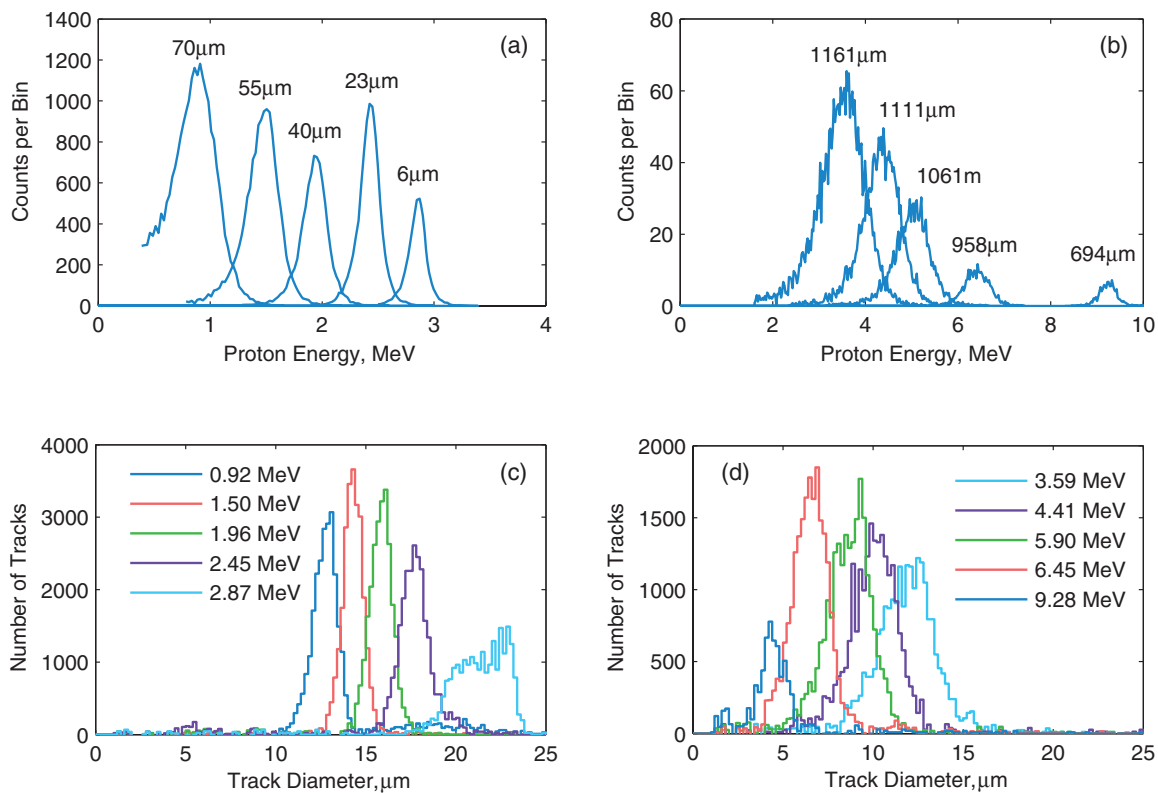 1400
1200
1000
800
600
400
200
0
Counts per Bin
0 1 2 3 4
Proton Energy, MeV
(a)
70μm
55μm
40μm
23μm
6μm
80
60
40
20
0
Counts per Bin
0 2 4 6 8 10
Proton Energy, MeV
(b)
1161μm
1111μm
1061m
958μm
694μm
4000
3000
2000
1000
0
Number of Tracks
0 5 10 15 20 25
Track Diameter,μm
(c)
0.92 MeV
1.50 MeV
1.96 MeV
2.45 MeV
2.87 MeV
2000
1500
1000
500
0
Number of Tracks
0 5 10 15 20 25
Track Diameter,μm
(d)
3.59 MeV
4.41 MeV
5.90 MeV
6.45 MeV
9.28 MeV